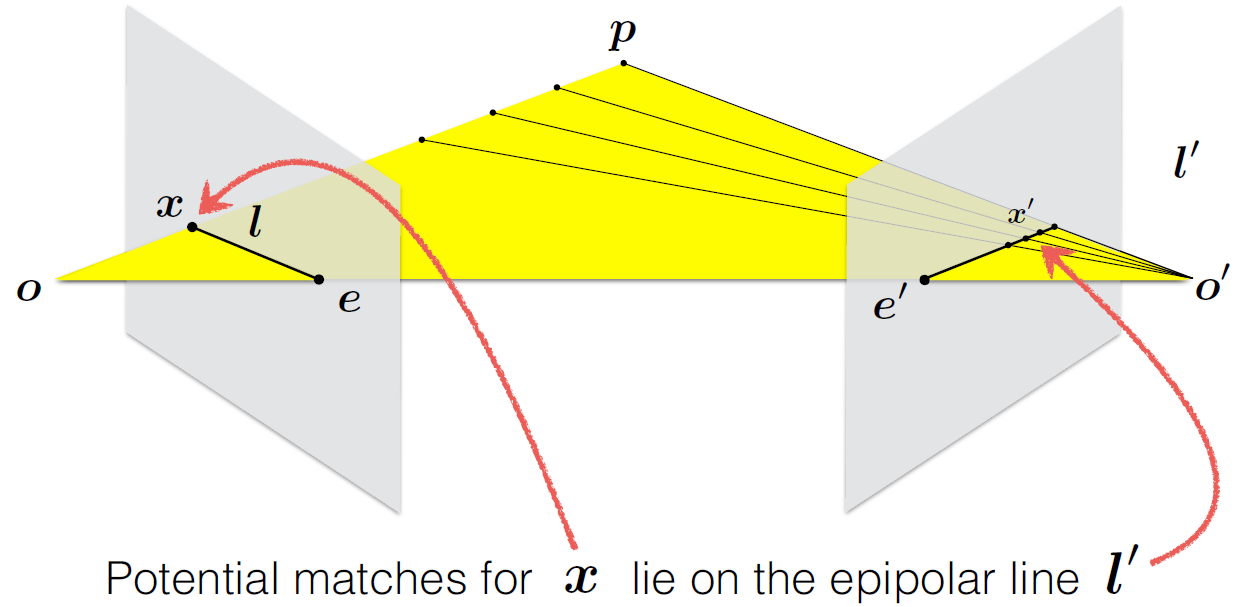 p
l′
x
l
x′
o
e
e′
o′
Potential matches for x lie on the epipolar line l′